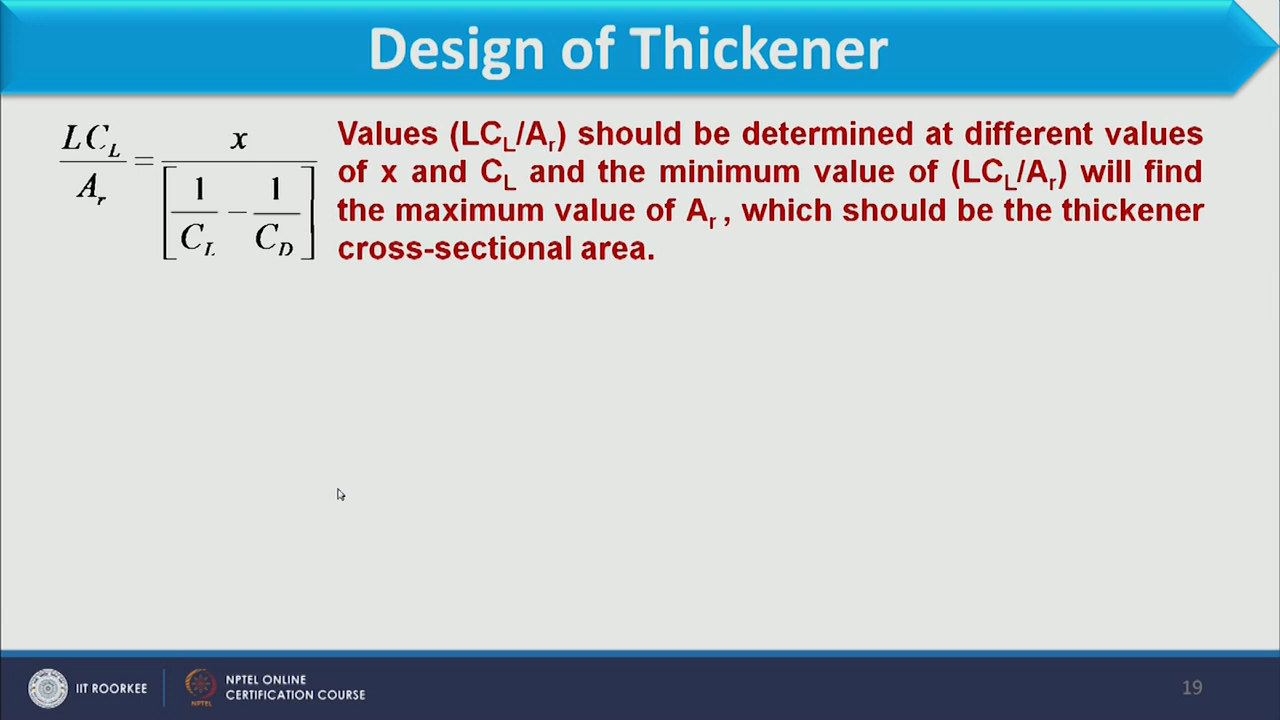 Design of Thickener
LC_L/A_r = x/[1/C_L − 1/C_D]
Values (LC_L/A_r) should be determined at different values
of x and C_L and the minimum value of (LC_L/A_r) will find
the maximum value of A_r , which should be the thickener
cross-sectional area.
IIT ROORKEE
NPTEL
NPTEL ONLINE
CERTIFICATION COURSE
19